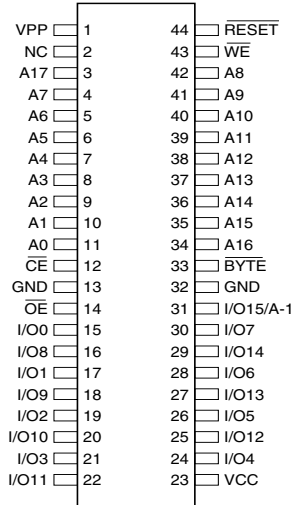 VPP 1 44 RESET
NC 2 43 WE
A17 3 42 A8
A7 4 41 A9
A6 5 40 A10
A5 6 39 A11
A4 7 38 A12
A3 8 37 A13
A2 9 36 A14
A1 10 35 A15
A0 11 34 A16
CE 12 33 BYTE
GND 13 32 GND
OE 14 31 I/O15/A-1
I/O0 15 30 I/O7
I/O8 16 29 I/O14
I/O1 17 28 I/O6
I/O9 18 27 I/O13
I/O2 19 26 I/O5
I/O10 20 25 I/O12
I/O3 21 24 I/O4
I/O11 22 23 VCC